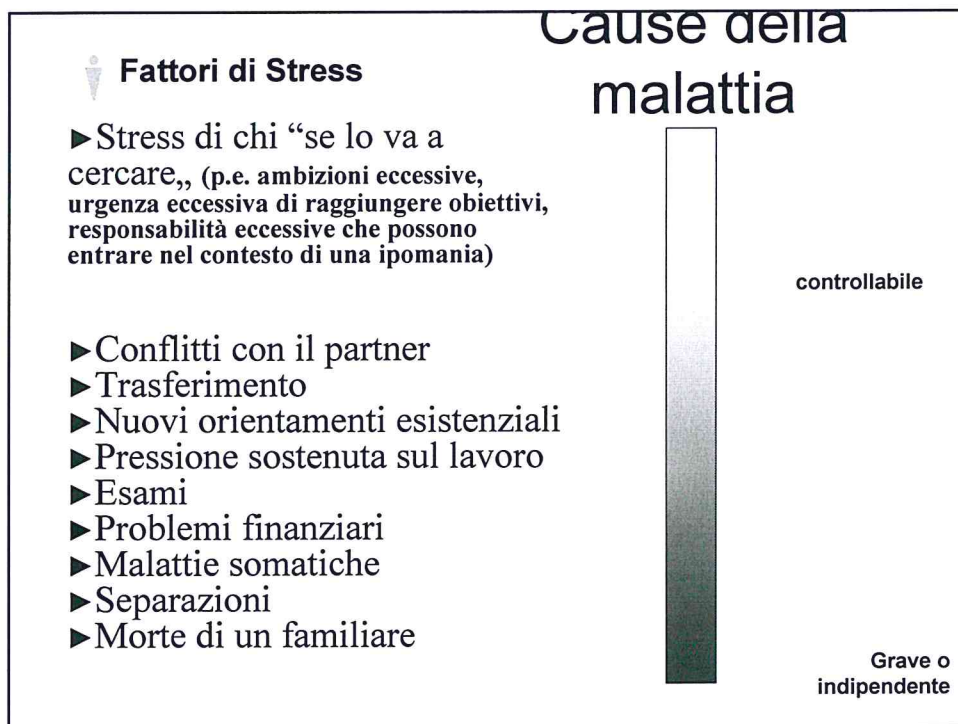 Cause della
malattia
Fattori di Stress
►Stress di chi “se lo va a
cercare„ (p.e. ambizioni eccessive,
urgenza eccessiva di raggiungere obiettivi,
responsabilità eccessive che possono
entrare nel contesto di una ipomania)
controllabile
►Conflitti con il partner
►Trasferimento
►Nuovi orientamenti esistenziali
►Pressione sostenuta sul lavoro
►Esami
►Problemi finanziari
►Malattie somatiche
►Separazioni
►Morte di un familiare
Grave o
indipendente